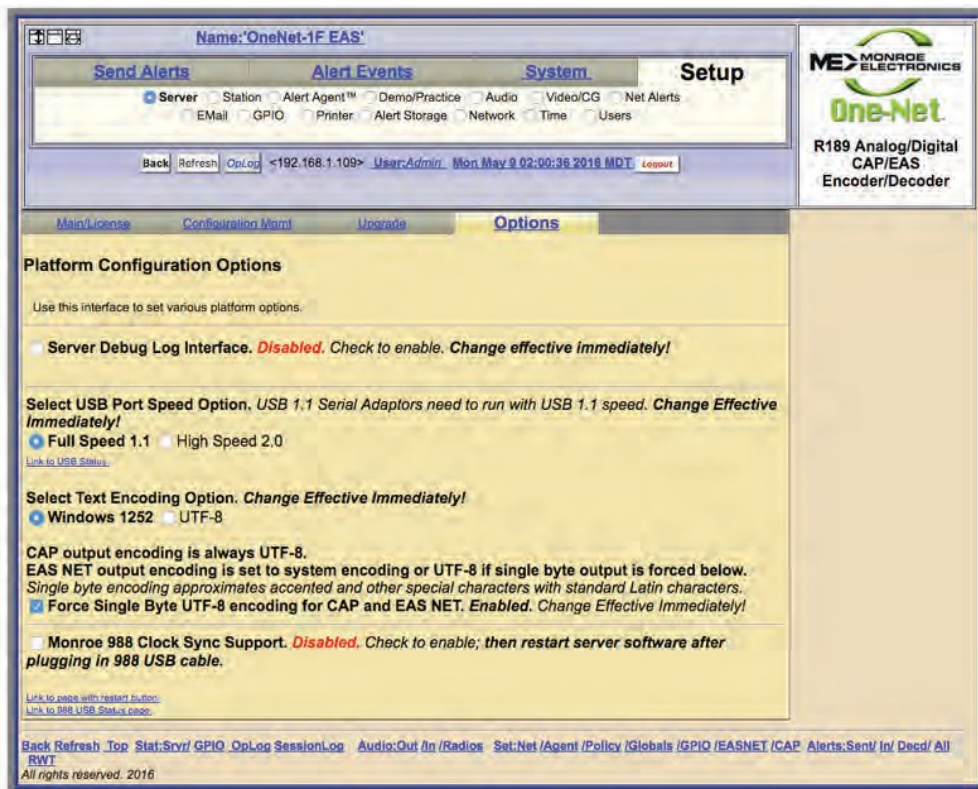 Name:'OneNet-1F EAS'
Send Alerts Alert Events System Setup
Server Station Alert Agent™ Demo/Practice Audio Video/CG Net Alerts
EMail GPIO Printer Alert Storage Network Time Users
Back Refresh OpLog <192.168.1.109> User:Admin Mon May 9 02:00:36 2016 MDT Logout
MONROE
ELECTRONICS
One-Net
R189 Analog/Digital
CAP/EAS
Encoder/Decoder
Main/License Configuration Mgmt Upgrade Options
Platform Configuration Options
Use this interface to set various platform options.
Server Debug Log Interface. Disabled. Check to enable. Change effective immediately!
Select USB Port Speed Option. USB 1.1 Serial Adaptors need to run with USB 1.1 speed. Change Effective
Immediately!
Full Speed 1.1 High Speed 2.0
Link to USB Status.
Select Text Encoding Option. Change Effective Immediately!
Windows 1252 UTF-8
CAP output encoding is always UTF-8.
EAS NET output encoding is set to system encoding or UTF-8 if single byte output is forced below.
Single byte encoding approximates accented and other special characters with standard Latin characters.
Force Single Byte UTF-8 encoding for CAP and EAS NET. Enabled. Change Effective Immediately!
Monroe 988 Clock Sync Support. Disabled. Check to enable; then restart server software after
plugging in 988 USB cable.
Link to page with restart button.
Link to 988 USB Status page.
Back Refresh Top Stat:Srvr/ GPIO OpLog SessionLog Audio:Out /In /Radios Set:Net /Agent /Policy /Globals /GPIO /EASNET /CAP Alerts:Sent/ In/ Decd/ All
RWT
All rights reserved. 2016